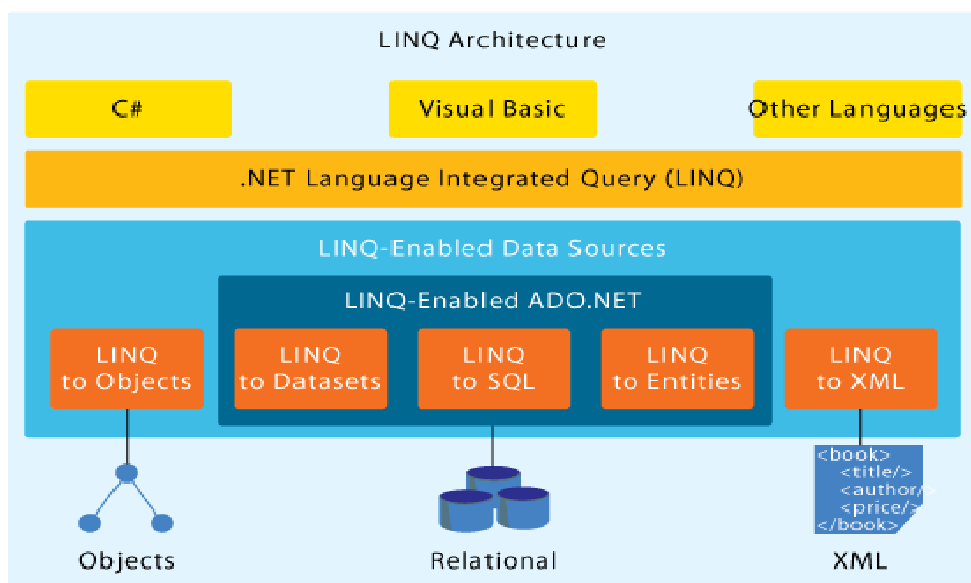 LINQ Architecture
C#
Visual Basic
Other Languages
.NET Language Integrated Query (LINQ)
LINQ-Enabled Data Sources
LINQ-Enabled ADO.NET
LINQ
to Objects
LINQ
to Datasets
LINQ
to SQL
LINQ
to Entities
LINQ
to XML
<book>
<title/>
<author/>
<price/>
</book>
Objects
Relational
XML